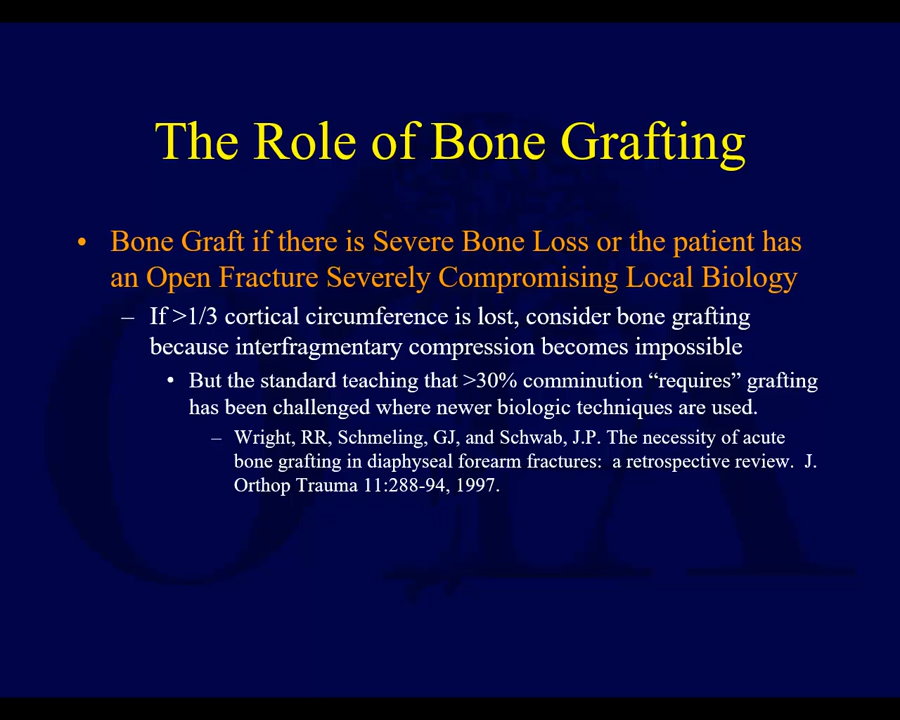 The Role of Bone Grafting
• Bone Graft if there is Severe Bone Loss or the patient has
an Open Fracture Severely Compromising Local Biology
– If >1/3 cortical circumference is lost, consider bone grafting
because interfragmentary compression becomes impossible
• But the standard teaching that >30% comminution “requires” grafting
has been challenged where newer biologic techniques are used.
– Wright, RR, Schmeling, GJ, and Schwab, J.P. The necessity of acute
bone grafting in diaphyseal forearm fractures: a retrospective review. J.
Orthop Trauma 11:288-94, 1997.
OTA